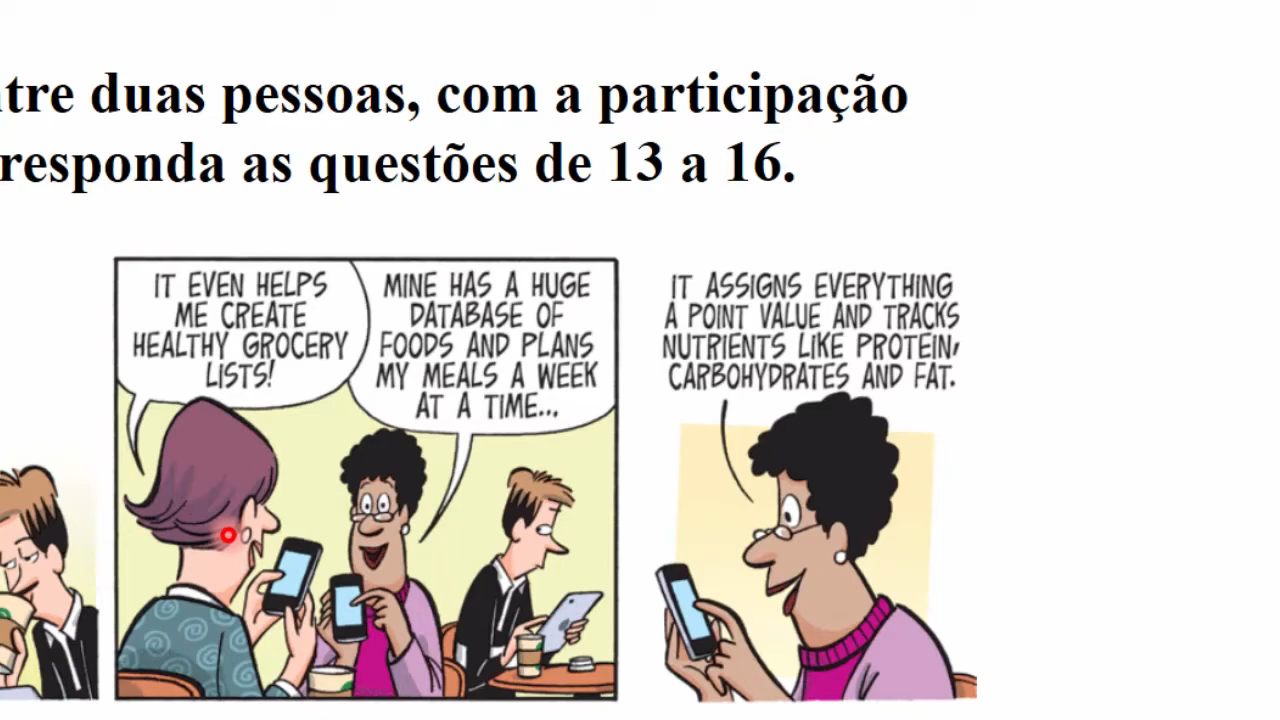 tre duas pessoas, com a participação
responda as questões de 13 a 16.
IT EVEN HELPS
ME CREATE
HEALTHY GROCERY
LISTS!
MINE HAS A HUGE
DATABASE OF
FOODS AND PLANS
MY MEALS A WEEK
AT A TIME...
IT ASSIGNS EVERYTHING
A POINT VALUE AND TRACKS
NUTRIENTS LIKE PROTEIN,
CARBOHYDRATES AND FAT.